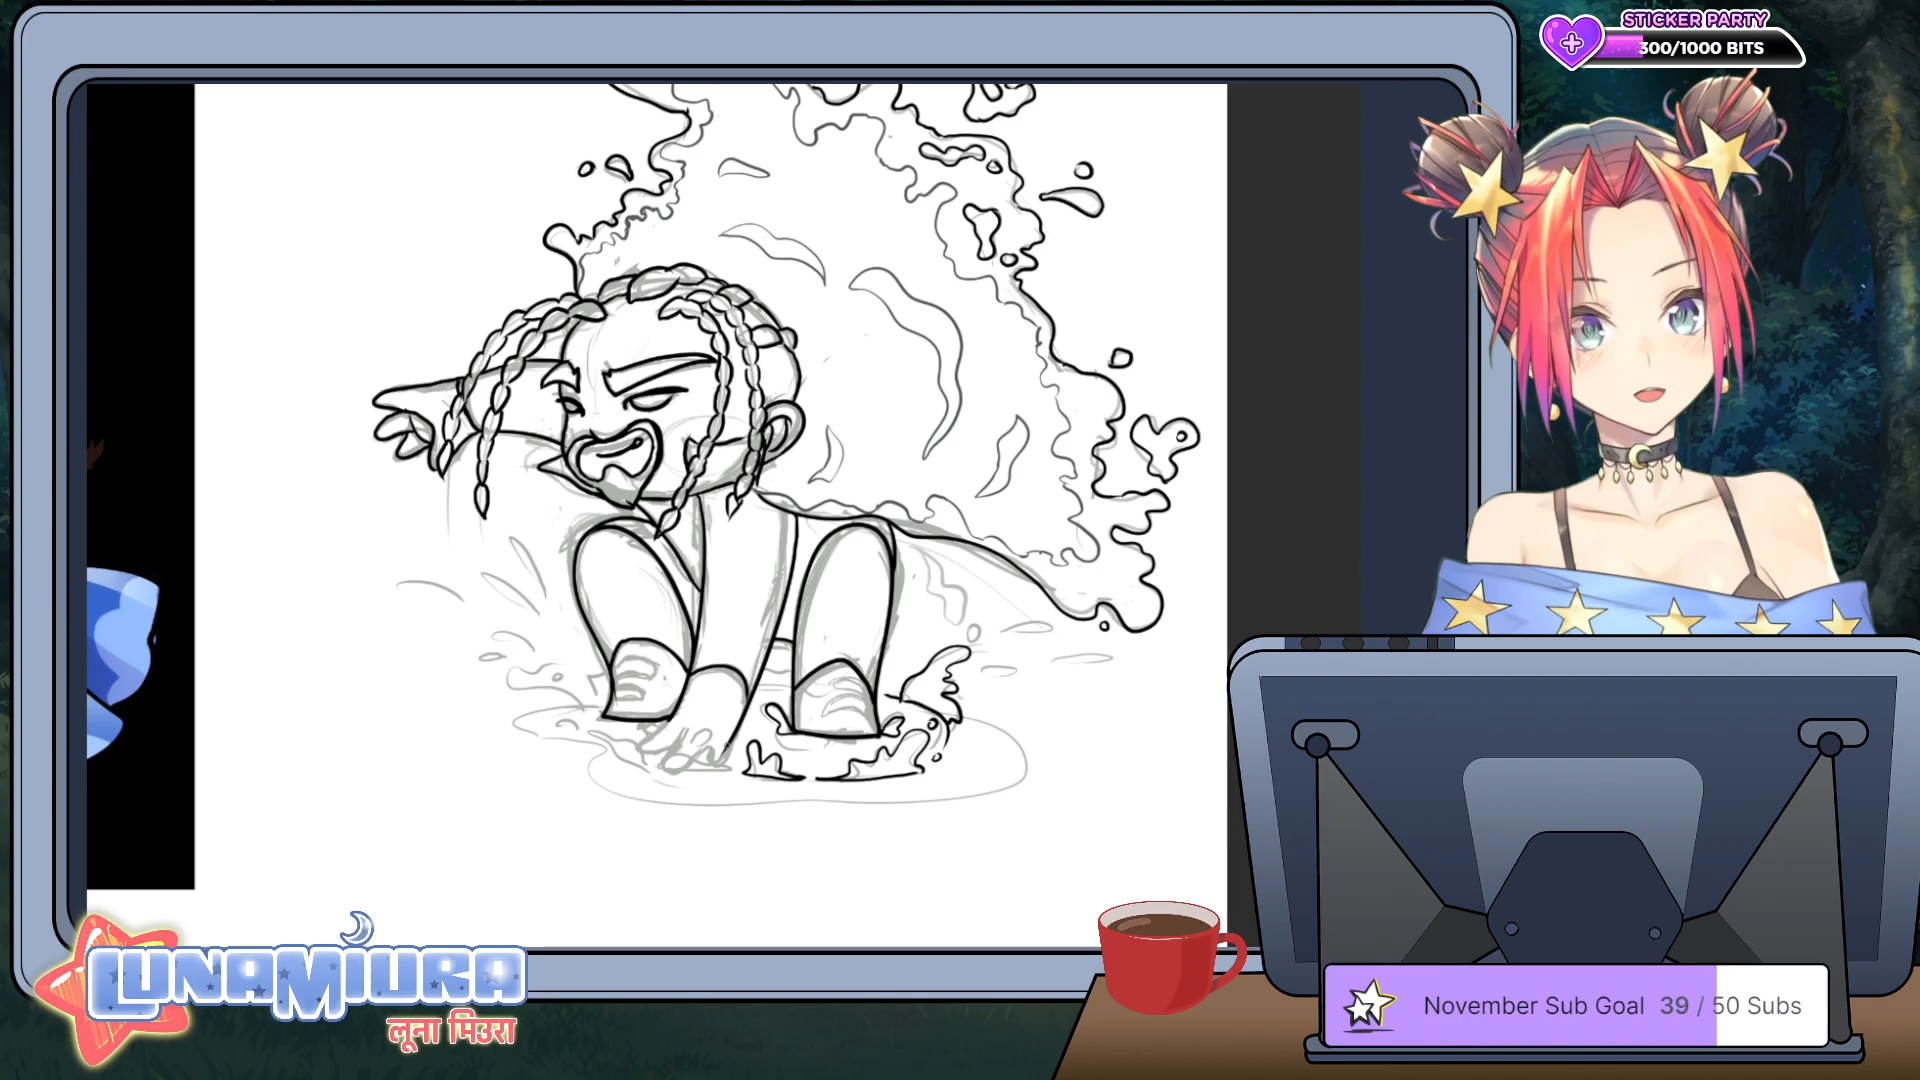 STICKER PARTY
300/1000 BITS
LUNAMIURA
लूना मिउरा
November Sub Goal 39 / 50 Subs